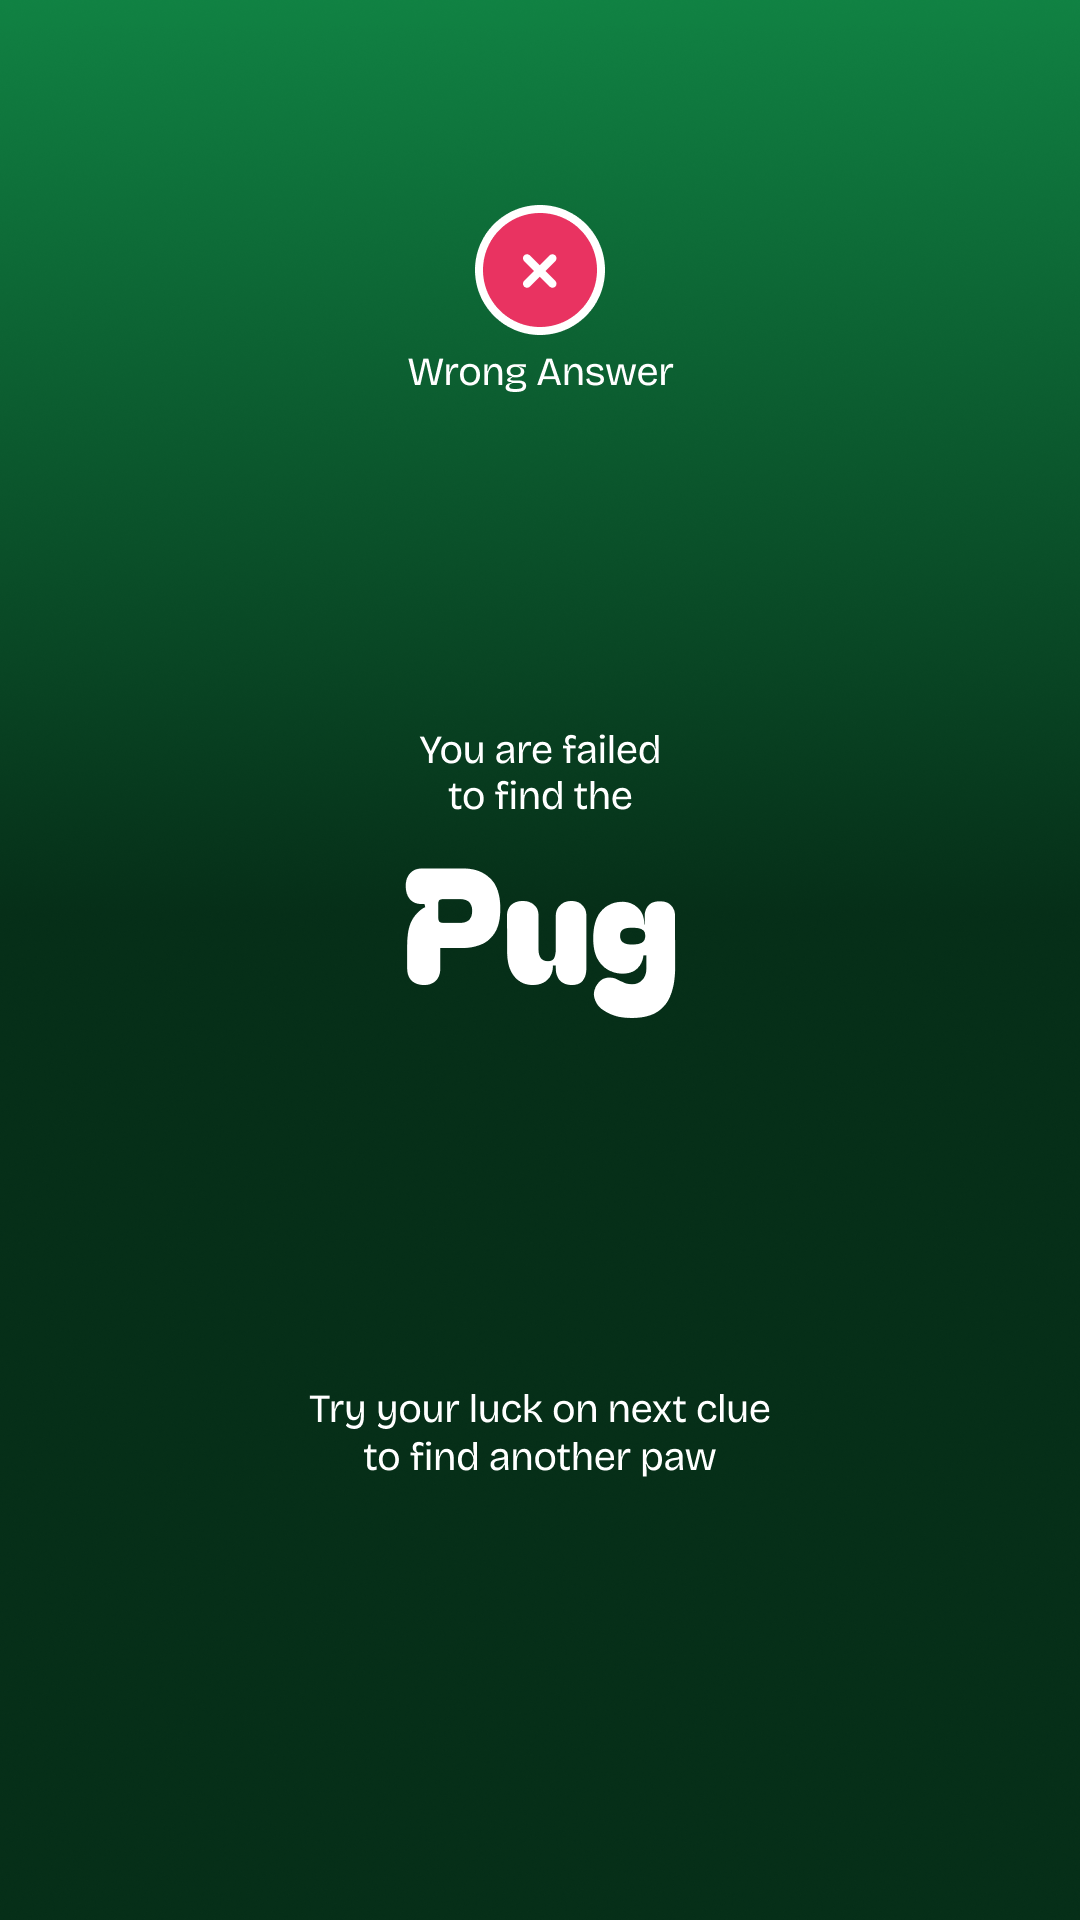 Wrong Answer
You are failed
to find the
Pug
Try your luck on next clue
to find another paw